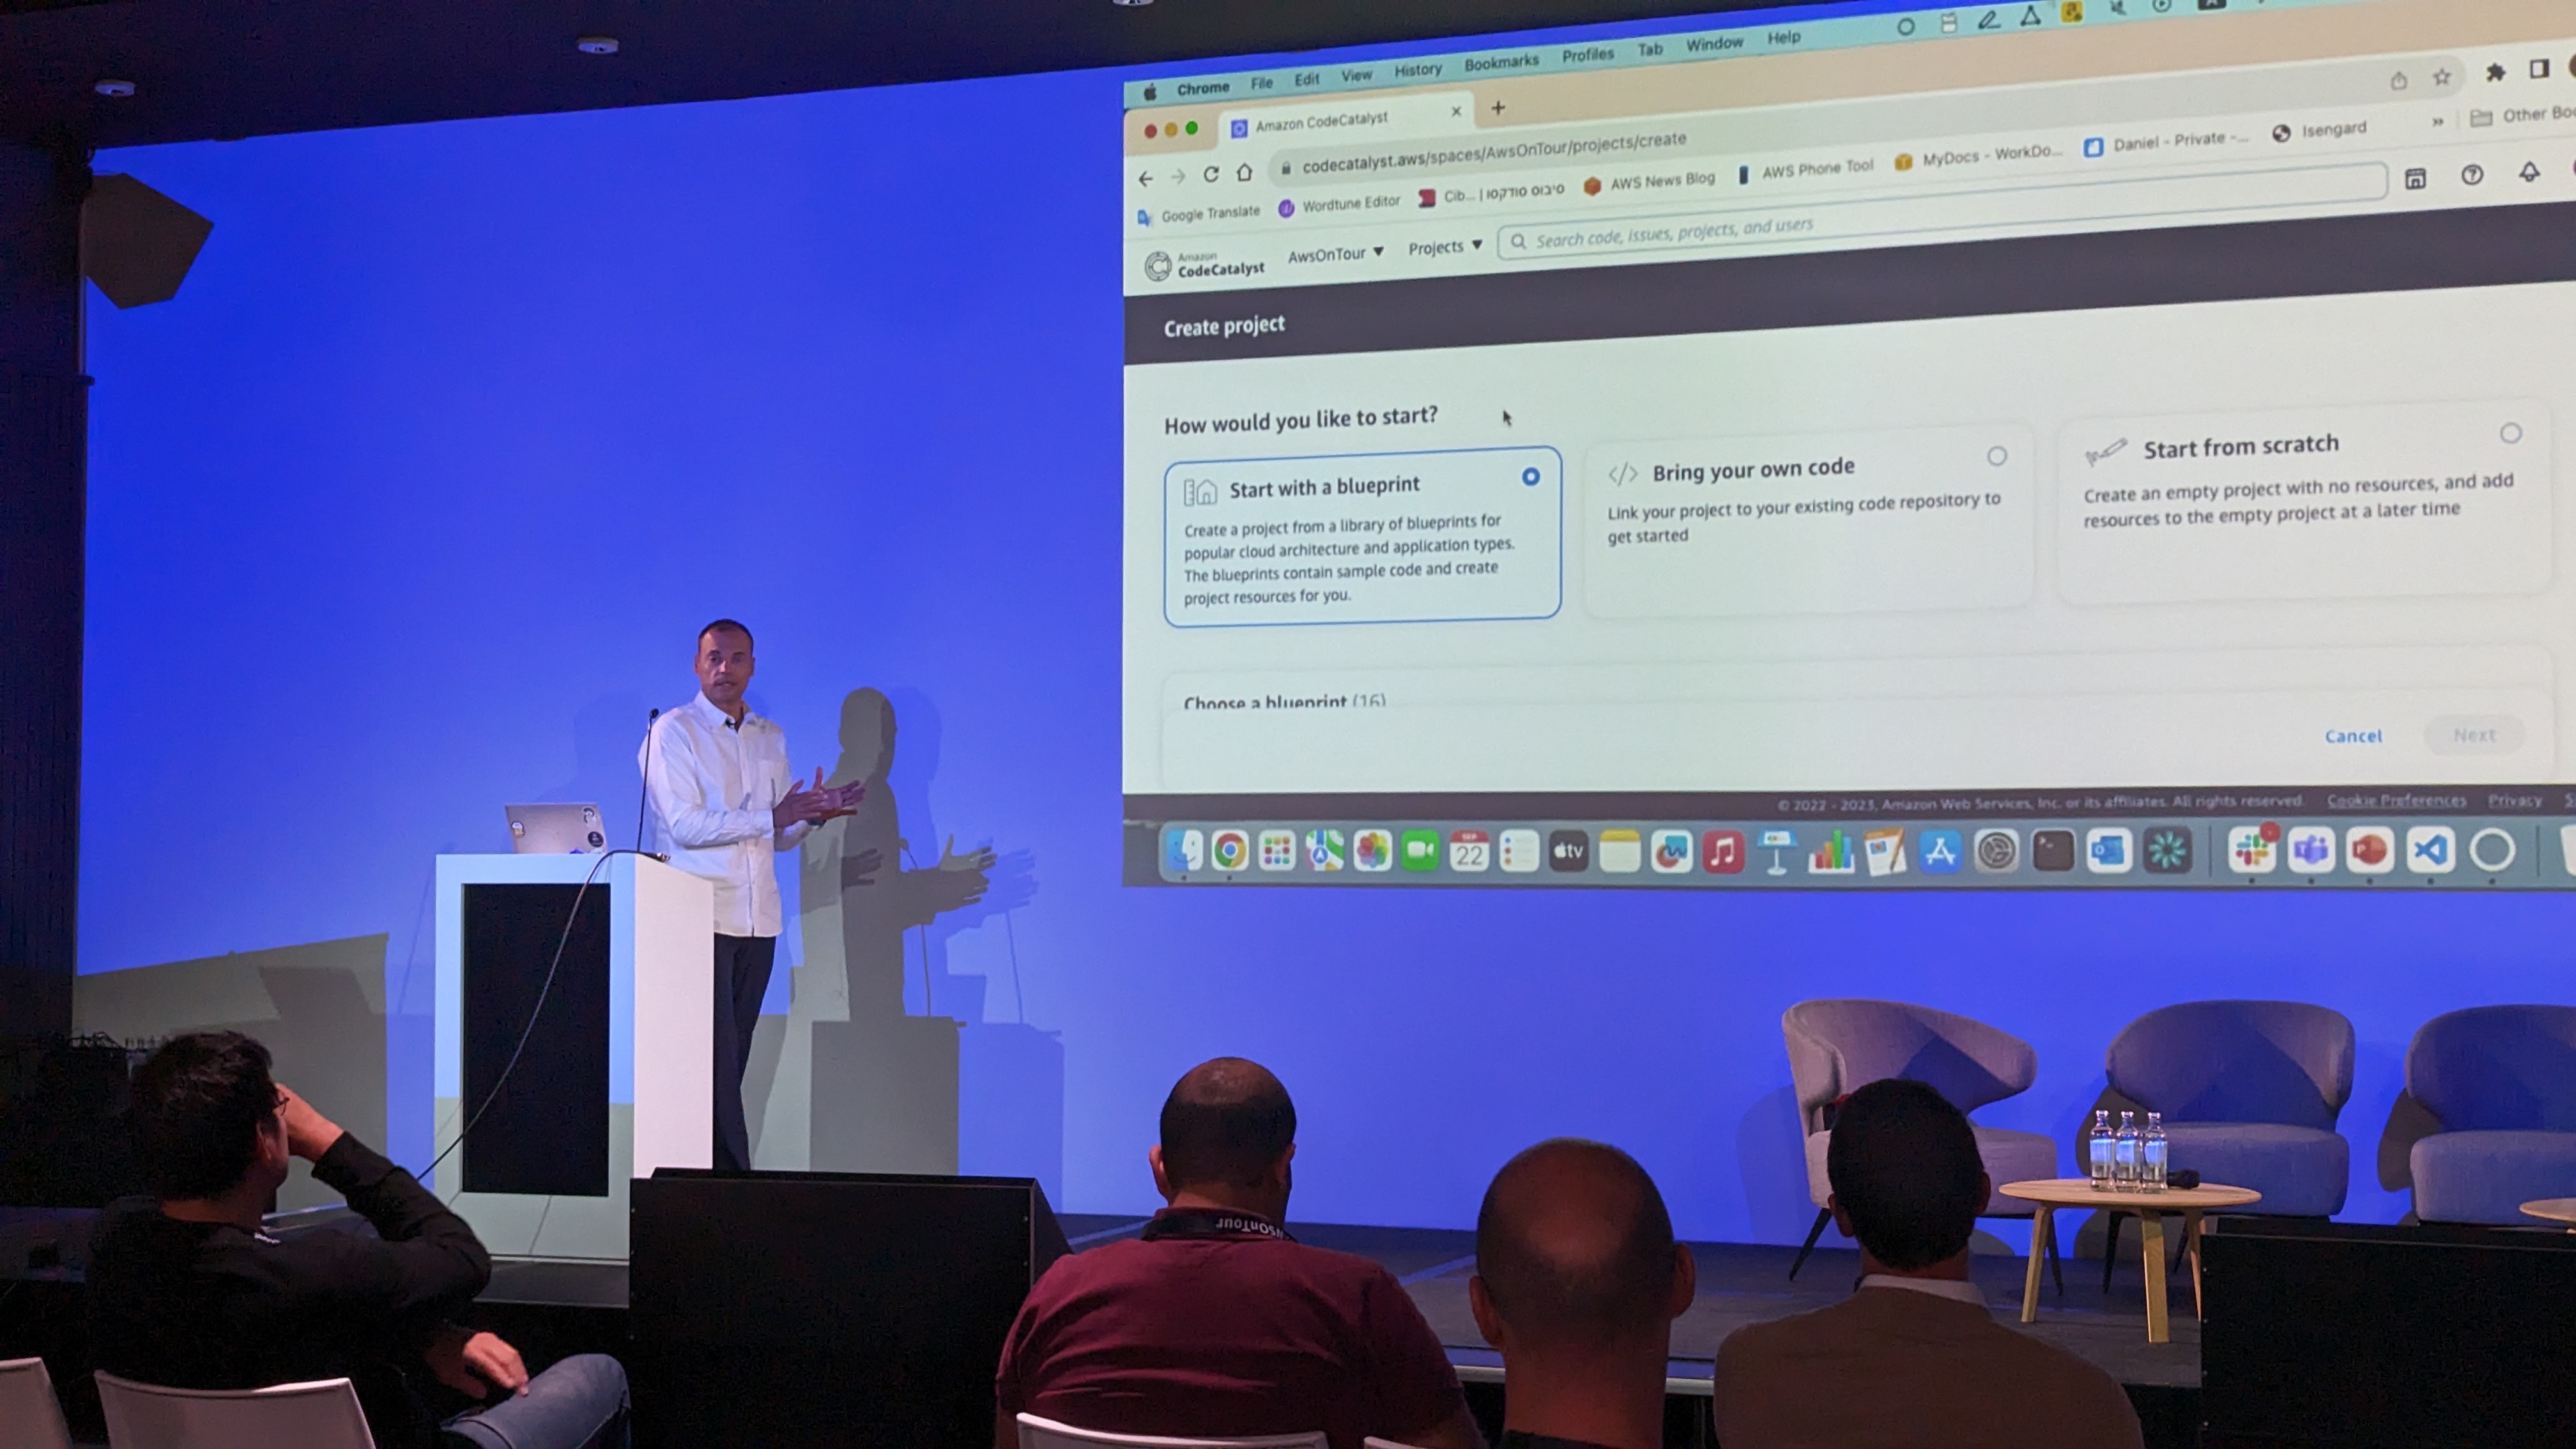 Chrome File Edit View History Bookmarks Profiles Tab Window Help
Amazon CodeCatalyst
codecatalyst.aws/spaces/AwsOnTour/projects/create
Google Translate Wordtune Editor Cib... | סיבוס סודקסו AWS News Blog AWS Phone Tool MyDocs - WorkDo... Daniel - Private -... Isengard » Other Bo
Amazon
CodeCatalyst AwsOnTour Projects Search code, issues, projects, and users
Create project
How would you like to start?
Start with a blueprint
Create a project from a library of blueprints for
popular cloud architecture and application types.
The blueprints contain sample code and create
project resources for you.
Bring your own code
Link your project to your existing code repository to
get started
Start from scratch
Create an empty project with no resources, and add
resources to the empty project at a later time
Choose a blueprint (16)
Cancel Next
© 2022 - 2023, Amazon Web Services, Inc. or its affiliates. All rights reserved. Cookie Preferences Privacy
SEP
22
tv
sOnTour